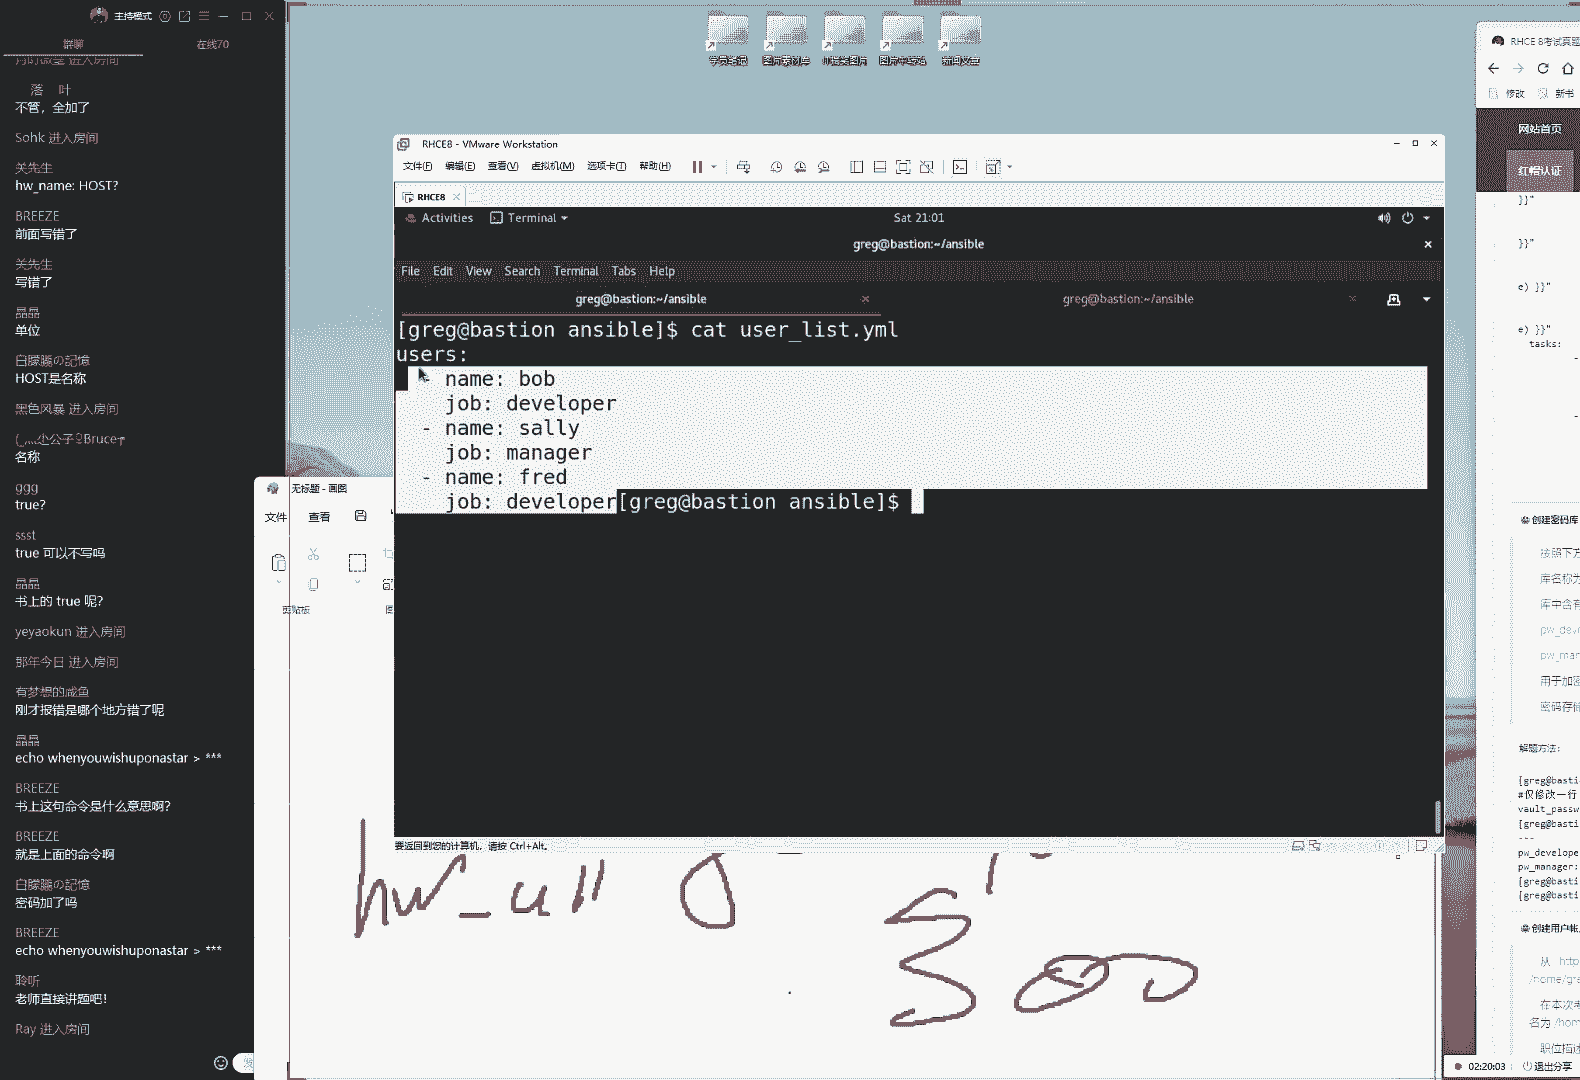 主持模式
群聊
在线70
落 叶
不管，全加了
Sohk 进入房间
关先生
hw_name: HOST?
BREEZE
前面写错了
关先生
写错了
晶晶
单位
白朦朧の記憶
HOST是名称
黑色风暴 进入房间
名称
ggg
true?
ssst
true 可以不写吗
晶晶
书上的 true 呢?
yeyaokun 进入房间
那年今日 进入房间
有梦想的咸鱼
刚才报错是哪个地方错了呢
晶晶
echo whenyouwishuponastar > ***
BREEZE
书上这句命令是什么意思啊?
BREEZE
就是上面的命令啊
白朦朧の記憶
密码加了吗
BREEZE
echo whenyouwishuponastar > ***
聆听
老师直接讲题吧!
Ray 进入房间
学员笔记
图片素材库
新闻文章
RHCE8 - VMware Workstation
文件(F) 编辑(E) 查看(V) 虚拟机(M) 选项卡(T) 帮助(H)
RHCE8
Activities
Terminal
Sat 21:01
greg@bastion:~/ansible
File Edit View Search Terminal Tabs Help
greg@bastion:~/ansible
greg@bastion:~/ansible
[greg@bastion ansible]$ cat user_list.yml
users:
- name: bob
job: developer
- name: sally
job: manager
- name: fred
job: developer[greg@bastion ansible]$
要返回到您的计算机，请按 Ctrl+Alt。
无标题 - 画图
文件
查看
剪贴板
RHCE 8考试真题
修改
新书
网站首页
红帽认证
}}"
}}"
e) }}"
e) }}"
tasks:
-
-
创建密码库
按照下方
库名称为
库中含有
pw_dev
pw_man
用于加密
密码存储
解题方法:
[greg@basti
#仅修改一行
vault_passw
[greg@basti
---
pw_develope
pw_manager:
[greg@basti
[greg@basti
创建用户帐
从 http
/home/gre
在本次考
名为 /hom
职位描述
02:20:03
退出分享